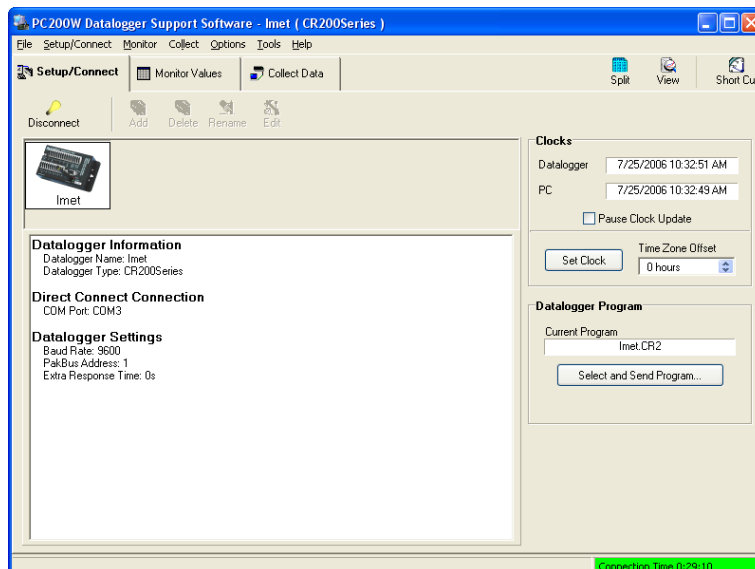 PC200W Datalogger Support Software - Imet ( CR200Series )
File Setup/Connect Monitor Collect Options Tools Help
Setup/Connect Monitor Values Collect Data Split View Short Cu
Disconnect Add Delete Rename Edit
Imet
Datalogger Information
Datalogger Name: Imet
Datalogger Type: CR200Series
Direct Connect Connection
COM Port: COM3
Datalogger Settings
Baud Rate: 9600
PakBus Address: 1
Extra Response Time: 0s
Clocks
Datalogger 7/25/2006 10:32:51 AM
PC 7/25/2006 10:32:49 AM
Pause Clock Update
Time Zone Offset
Set Clock 0 hours
Datalogger Program
Current Program
Imet.CR2
Select and Send Program...
Connection Time 0:29:10